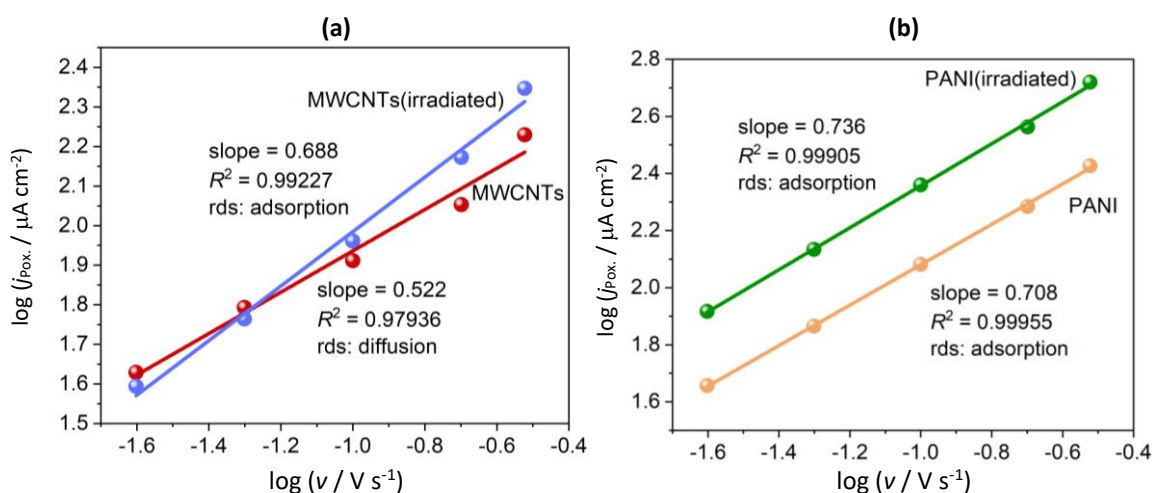 (a)
2.4
2.3
2.2
2.1
2.0
1.9
1.8
1.7
1.6
1.5
-1.6
-1.4
-1.2
-1.0
-0.8
-0.6
-0.4
log (jPox. / μA cm-2)
log (v / V s-1)
MWCNTs(irradiated)
slope = 0.688
R2 = 0.99227
rds: adsorption
MWCNTs
slope = 0.522
R2 = 0.97936
rds: diffusion
(b)
2.8
2.6
2.4
2.2
2.0
1.8
1.6
-1.6
-1.4
-1.2
-1.0
-0.8
-0.6
-0.4
log (jPox. / μA cm-2)
log (v / V s-1)
PANI(irradiated)
slope = 0.736
R2 = 0.99905
rds: adsorption
PANI
slope = 0.708
R2 = 0.99955
rds: adsorption